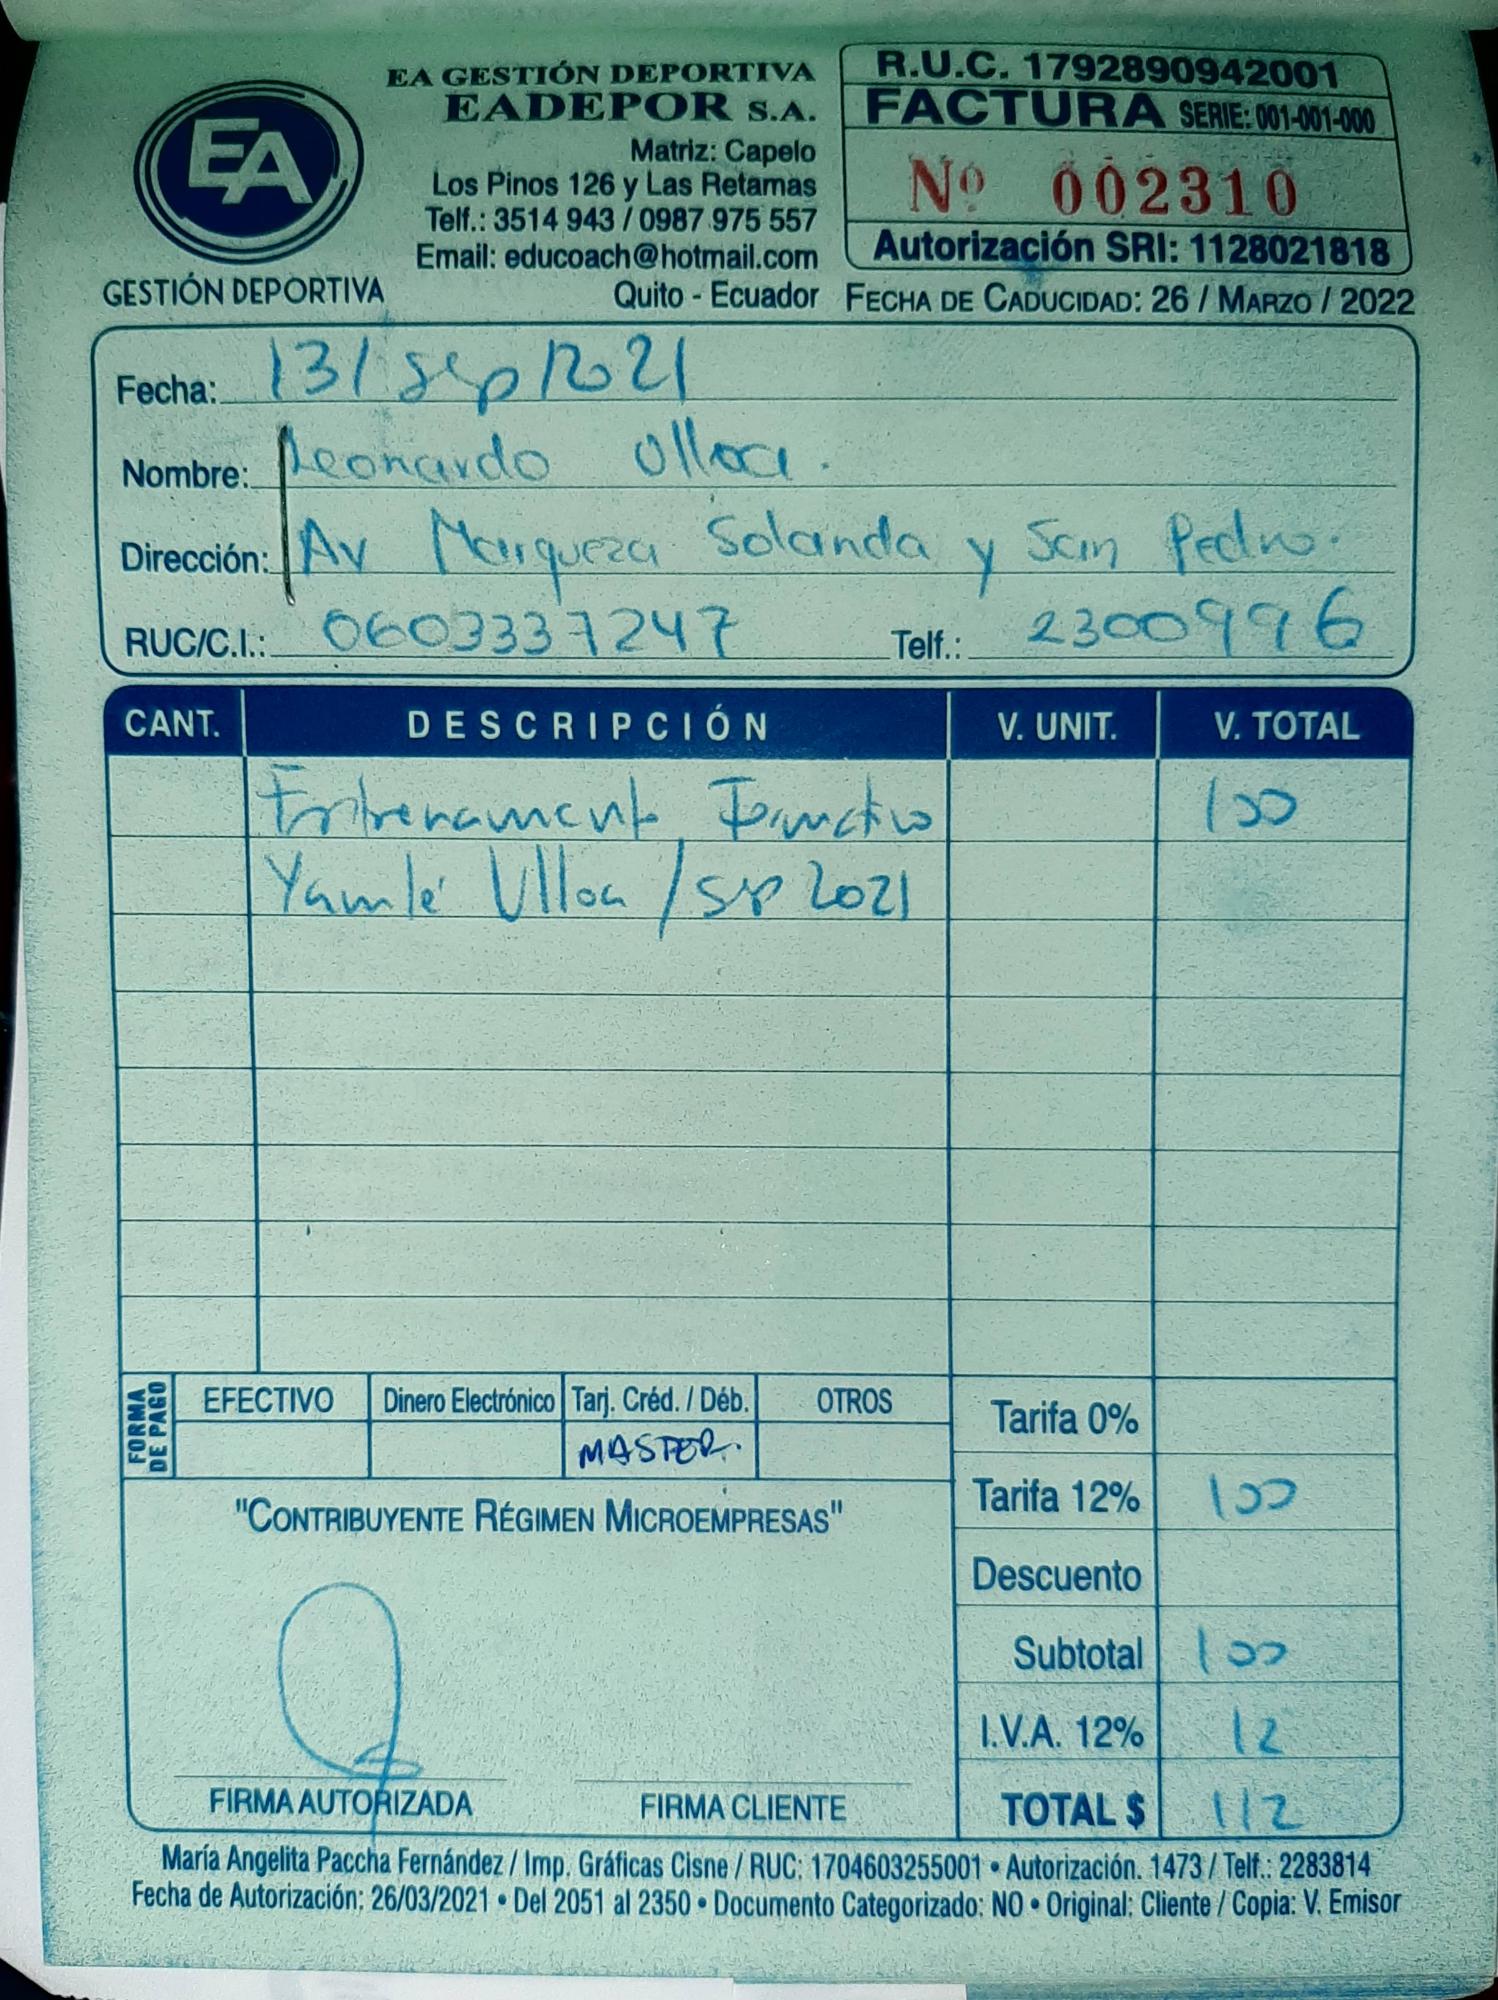 EA GESTIÓN DEPORTIVA
EADEPOR S.A.
Matriz: Capelo
Los Pinos 126 y Las Retamas
Telf.: 3514 943 / 0987 975 557
Email: educoach@hotmail.com
Quito - Ecuador
EA
GESTIÓN DEPORTIVA
R.U.C. 1792890942001
FACTURA SERIE: 001-001-000
Nº 002310
Autorización SRI: 1128021818
FECHA DE CADUCIDAD: 26 / MARZO / 2022
Fecha: 13/sep/2021
Nombre: Leonardo Ulloa.
Dirección: Av Marqueza Solanda y San Pedro.
RUC/C.I.: 0603337247 Telf.: 2300996
CANT. DESCRIPCIÓN V. UNIT. V. TOTAL
Entrenamento 100
Yamlé Ulloa / sep 2021
FORMA DE PAGO
EFECTIVO Dinero Electrónico Tarj. Créd. / Déb. OTROS
MASTER.
Tarifa 0%
Tarifa 12% 100
Descuento
Subtotal 100
I.V.A. 12% 12
TOTAL $ 112
"CONTRIBUYENTE RÉGIMEN MICROEMPRESAS"
FIRMA AUTORIZADA FIRMA CLIENTE
María Angelita Paccha Fernández / Imp. Gráficas Cisne / RUC: 1704603255001 • Autorización. 1473 / Telf.: 2283814
Fecha de Autorización: 26/03/2021 • Del 2051 al 2350 • Documento Categorizado: NO • Original: Cliente / Copia: V. Emisor